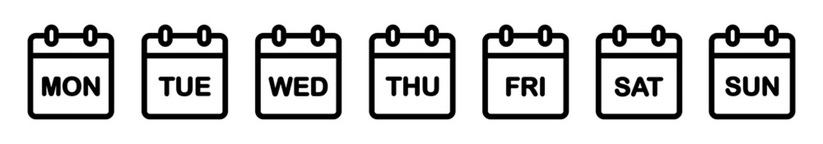 MON TUE WED THU FRI SAT SUN